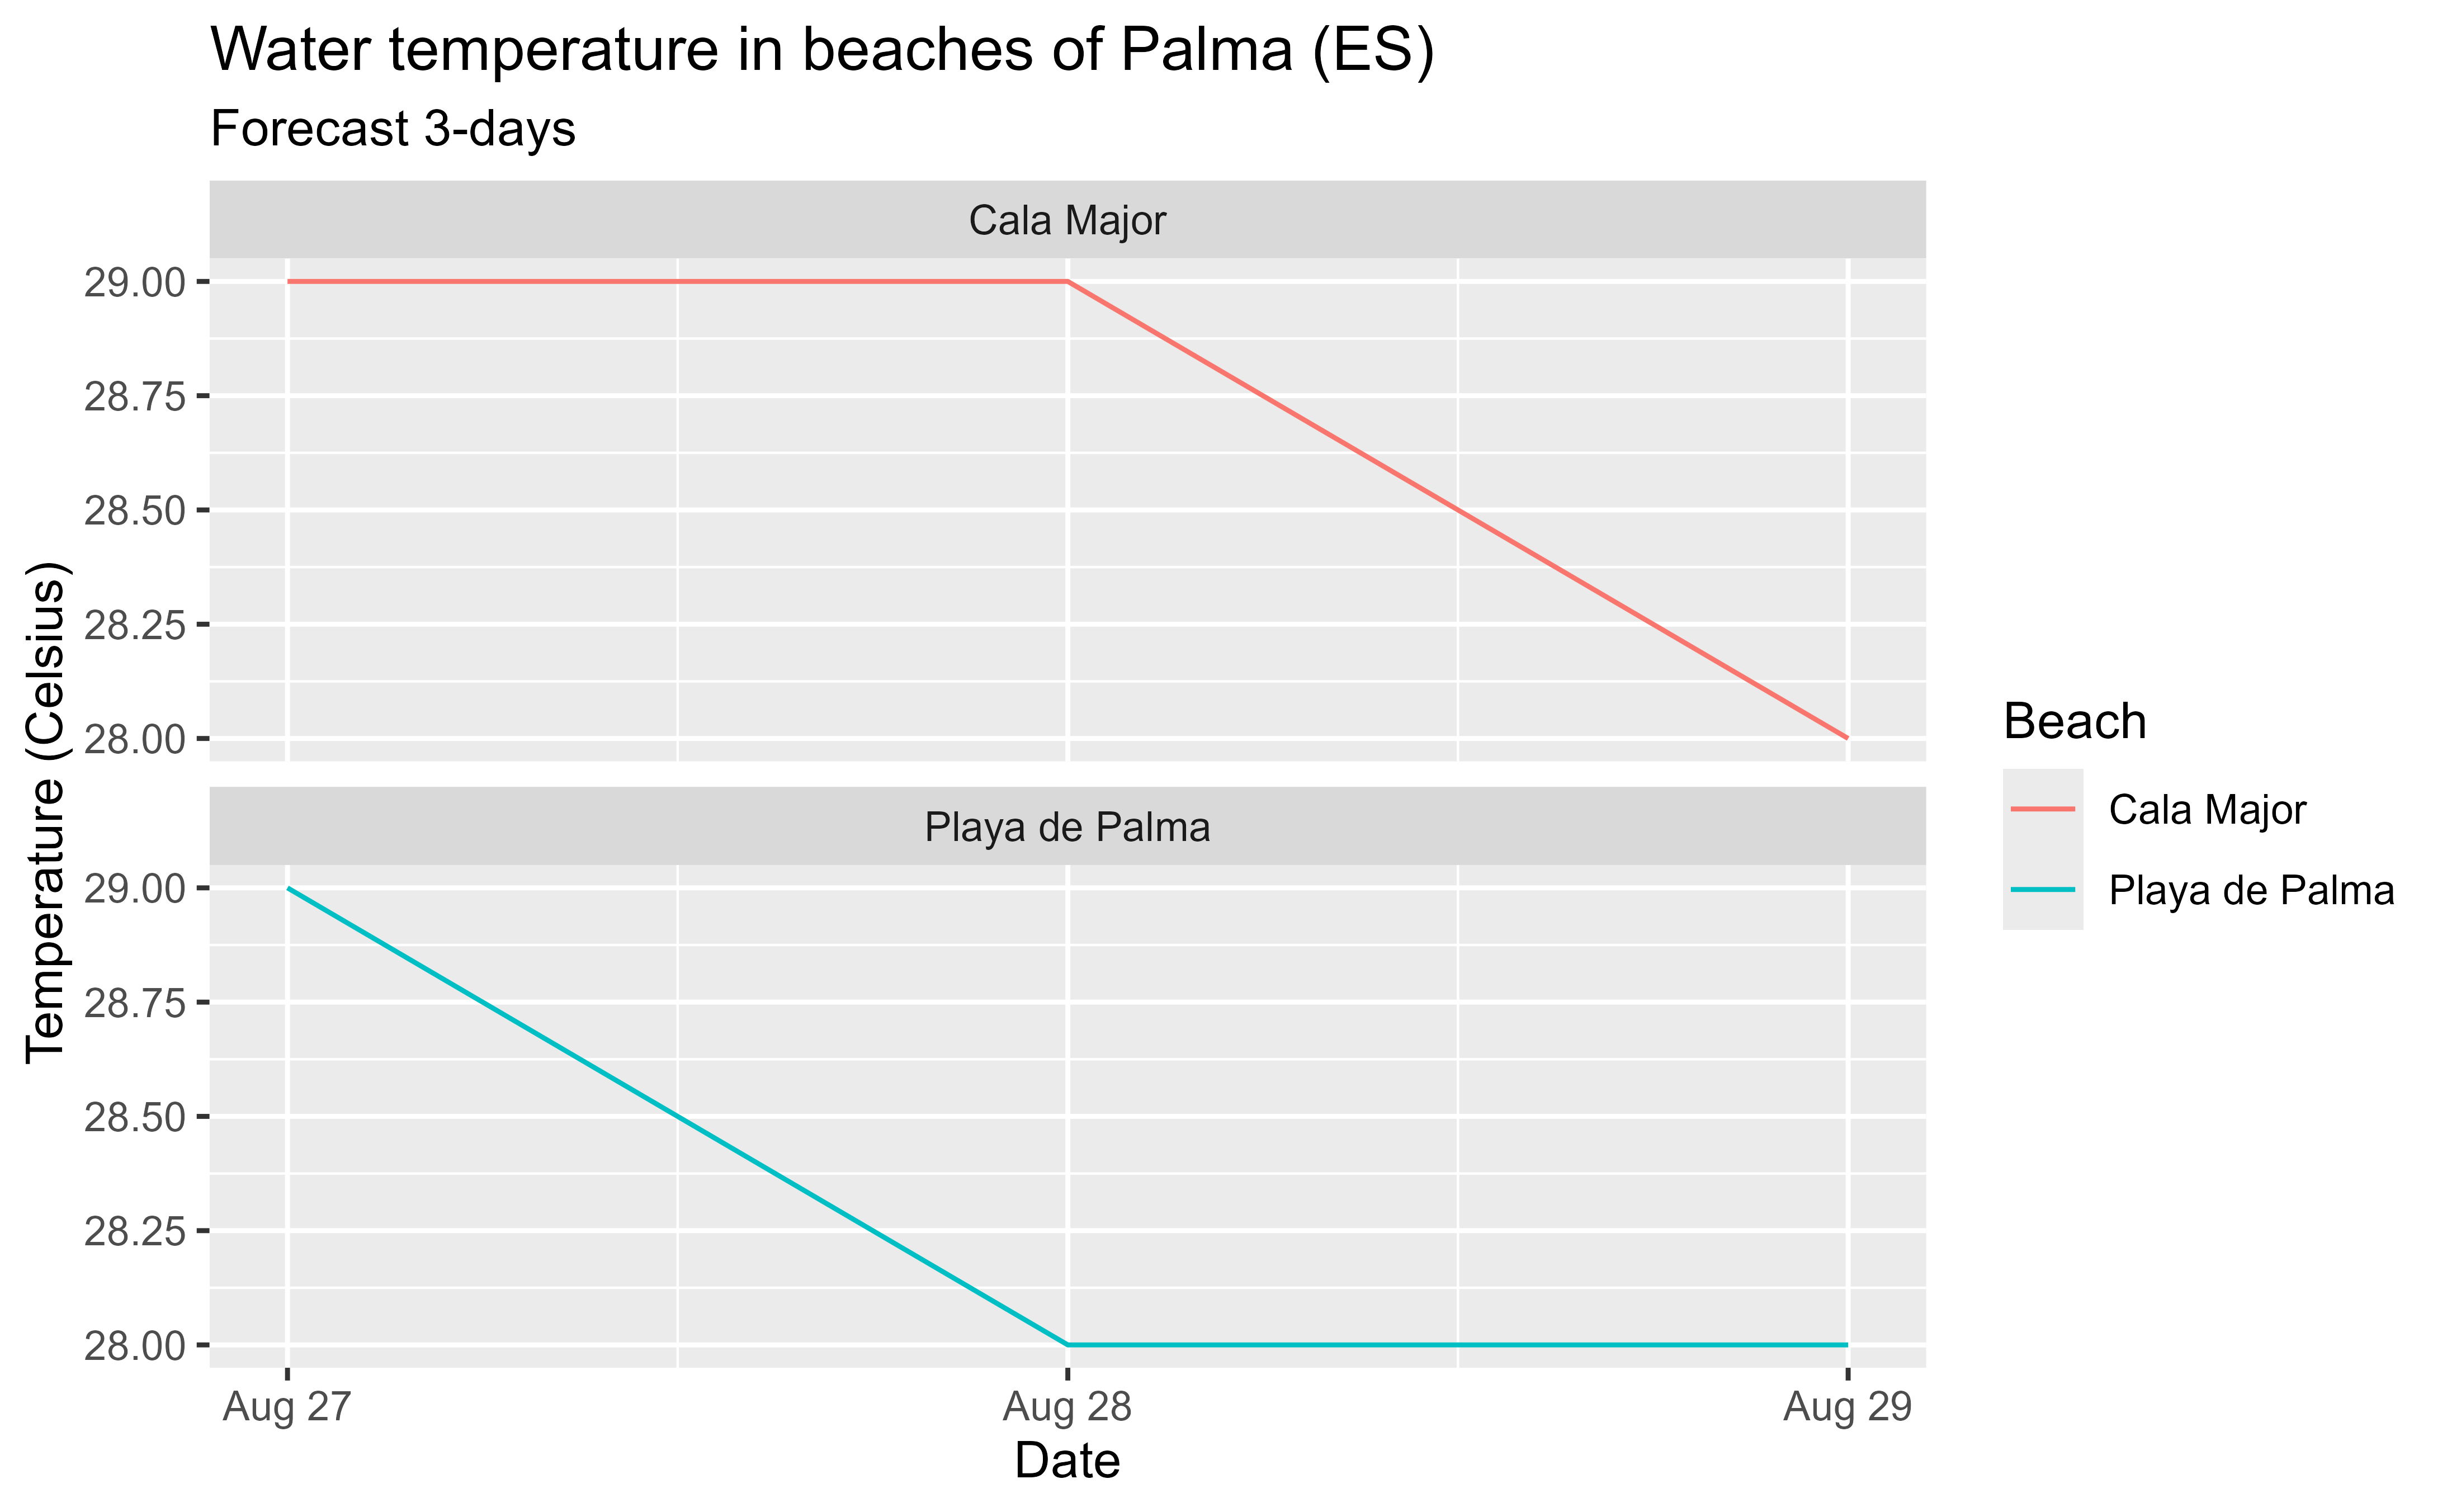 Water temperature in beaches of Palma (ES)
Forecast 3-days
Cala Major
29.00
28.75
28.50
28.25
28.00
Temperature (Celsius)
Playa de Palma
29.00
28.75
28.50
28.25
28.00
Aug 27 Aug 28 Aug 29
Date
Beach
Cala Major
Playa de Palma